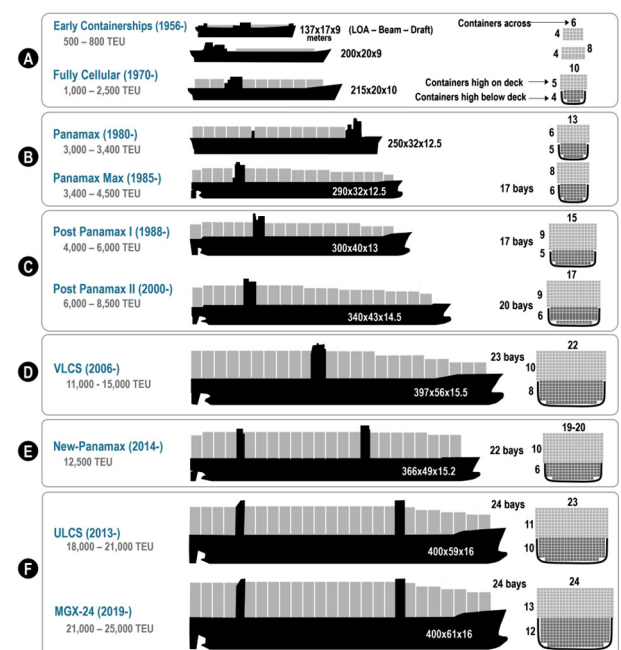 A
Early Containerships (1956-)
500 – 800 TEU
137x17x9 (LOA – Beam – Draft)
meters
Containers across
6
4
200x20x9
4
8
Fully Cellular (1970-)
1,000 – 2,500 TEU
215x20x10
10
Containers high on deck
5
Containers high below deck
4
B
Panamax (1980-)
3,000 – 3,400 TEU
250x32x12.5
13
6
5
Panamax Max (1985-)
3,400 – 4,500 TEU
290x32x12.5
17 bays
8
6
C
Post Panamax I (1988-)
4,000 – 6,000 TEU
300x40x13
17 bays
15
9
5
Post Panamax II (2000-)
6,000 – 8,500 TEU
340x43x14.5
20 bays
17
9
6
D
VLCS (2006-)
11,000 - 15,000 TEU
397x56x15.5
23 bays
22
10
8
E
New-Panamax (2014-)
12,500 TEU
366x49x15.2
22 bays
19-20
10
6
F
ULCS (2013-)
18,000 – 21,000 TEU
400x59x16
24 bays
23
11
10
MGX-24 (2019-)
21,000 – 25,000 TEU
400x61x16
24 bays
24
13
12